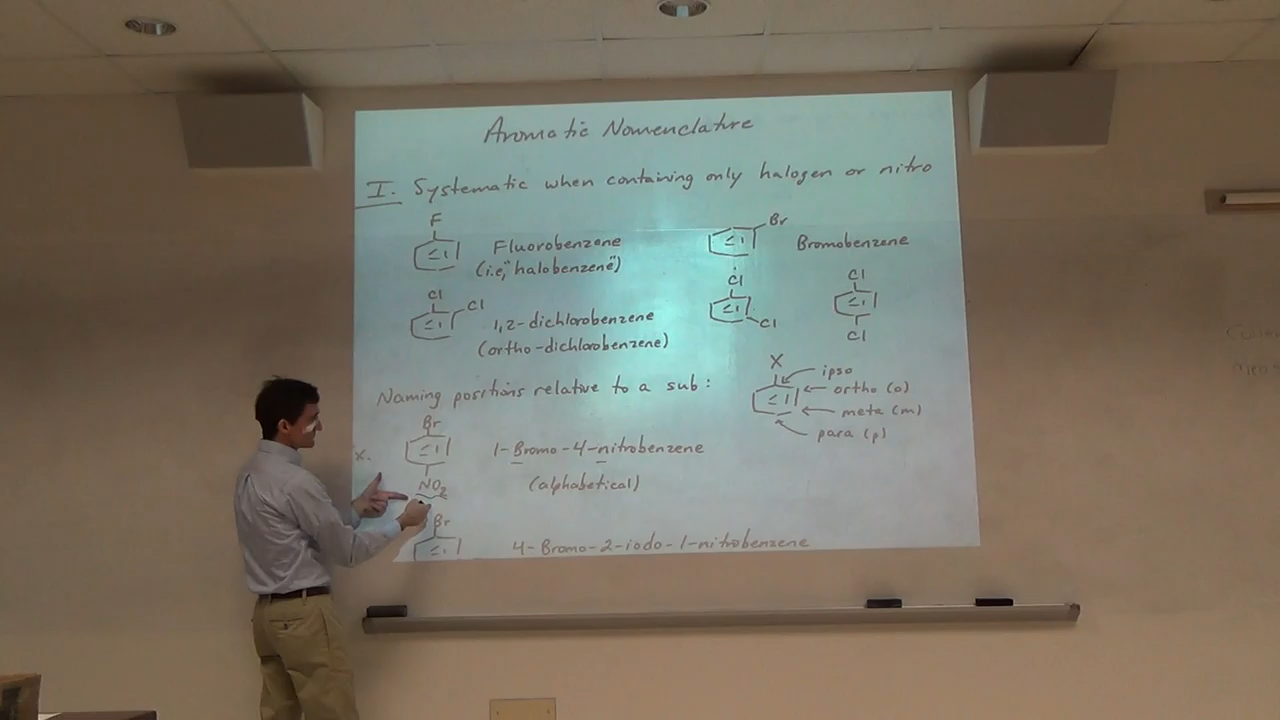 Aromatic Nomenclature
I. Systematic when containing only halogen or nitro
F
Fluorobenzene
(i.e., "halobenzene")
Br
Bromobenzene
Cl
Cl
1,2-dichlorobenzene
(ortho-dichlorobenzene)
Cl
Cl
Cl
Cl
Naming positions relative to a sub:
X
ipso
ortho (o)
meta (m)
para (p)
Br
NO2
1-Bromo-4-nitrobenzene
(alphabetical)
Br
4-Bromo-2-iodo-1-nitrobenzene